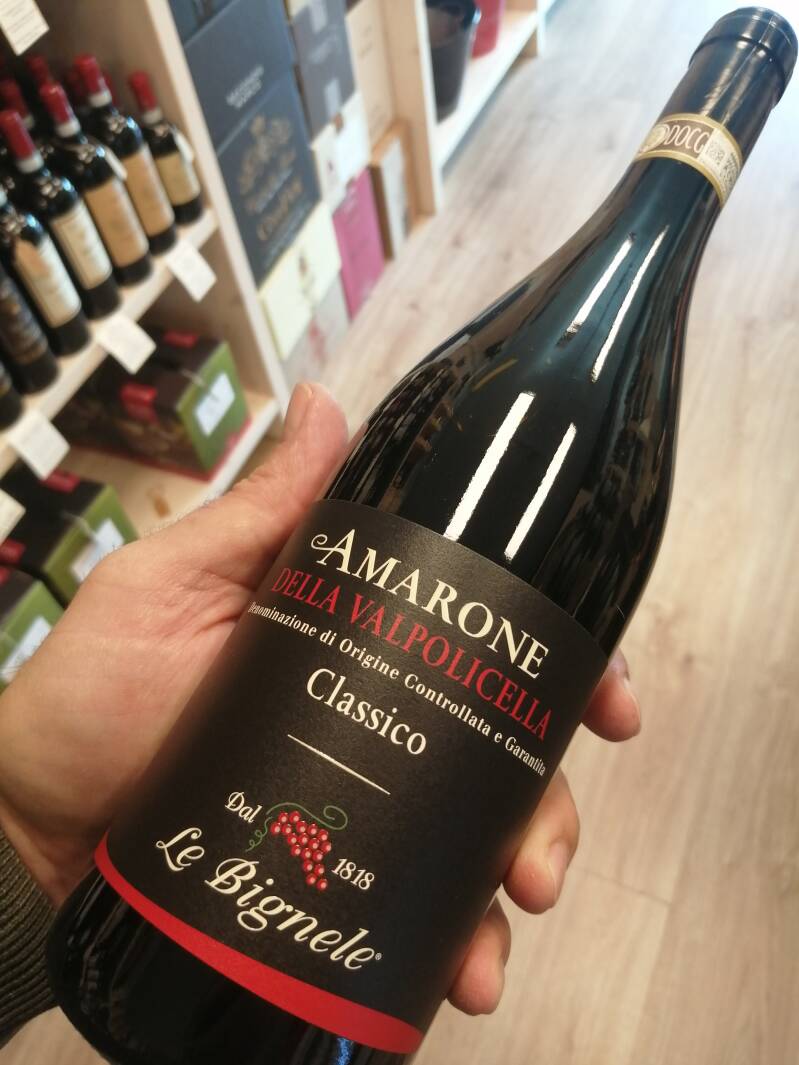 DOCG
AMARONE
DELLA VALPOLICELLA
Denominazione di Origine Controllata e Garantita
Classico
Dal 1818
Le Bignele®